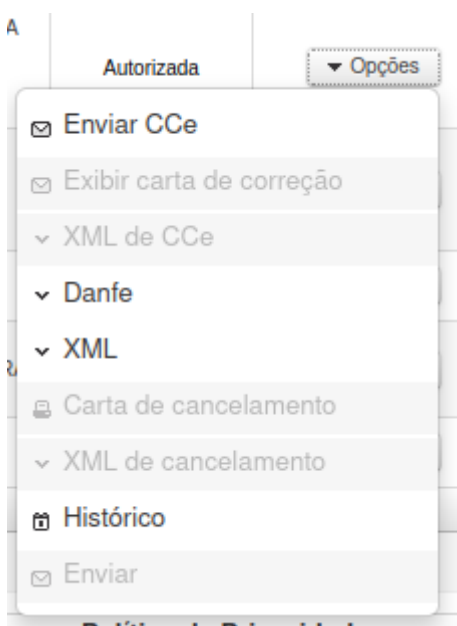 A
Autorizada
Opções
Enviar CCe
Exibir carta de correção
XML de CCe
Danfe
XML
Carta de cancelamento
XML de cancelamento
Histórico
Enviar